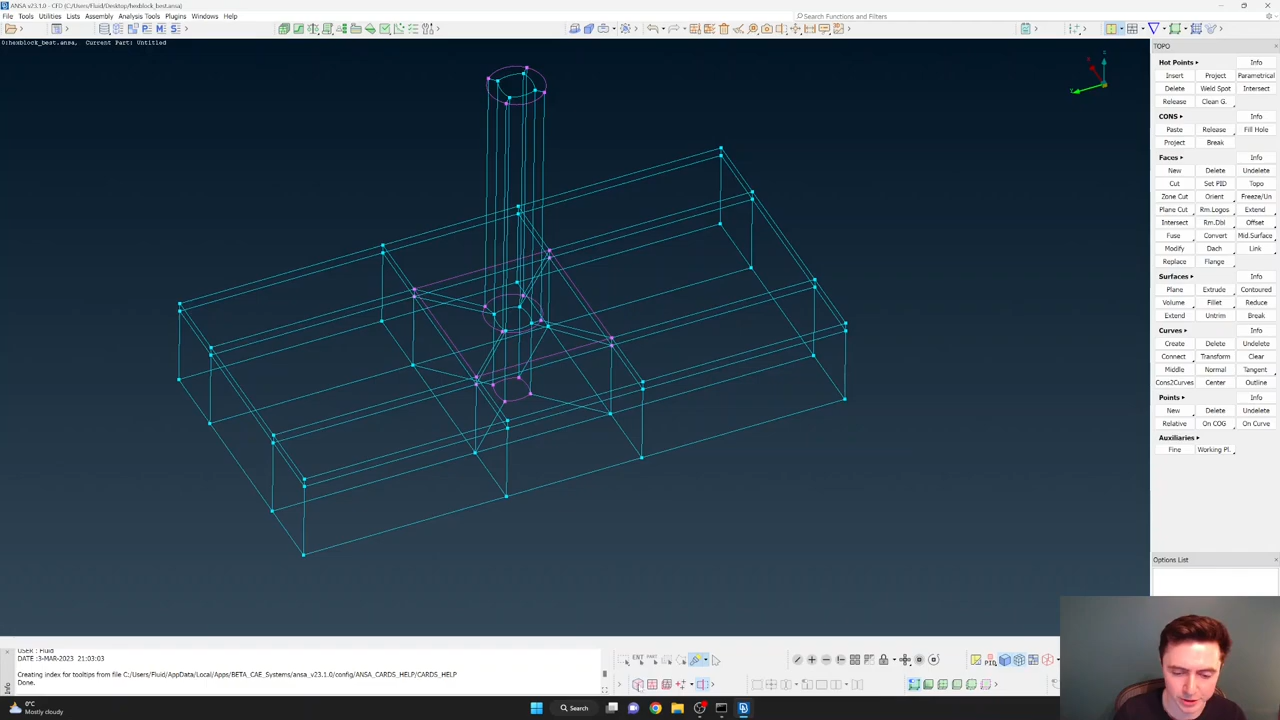 ANSA v23.1.0 - CFD (C:/Users/Fluid/Desktop/hexblock_best.ansa)
File Tools Utilities Lists Assembly Analysis Tools Plugins Windows Help
Search Functions and Filters
0:hexblock_best.ansa, Current Part: Untitled
TOPO
Hot Points Info
Insert Project Parametrical
Delete Weld Spot Intersect
Release Clean G.
CONS Info
Paste Release Fill Hole
Project Break
Faces Info
New Delete Undelete
Cut Set PID Topo
Zone Cut Orient Freeze/Un
Plane Cut Rm.Logos Extend
Intersect Rm.Dbl Offset
Fuse Convert Mid.Surface
Modify Dach Link
Replace Flange
Surfaces Info
Plane Extrude Contoured
Volume Fillet Reduce
Extend Untrim Break
Curves Info
Create Delete Undelete
Connect Transform Clear
Middle Normal Tangent
Cons2Curves Center Outline
Points Info
New Delete Undelete
Relative On COG On Curve
Auxiliaries
Fine Working Pl.
Options List
USER : Fluid
DATE :3-MAR-2023 21:03:03
Creating index for tooltips from file C:/Users/Fluid/AppData/Local/Apps/BETA_CAE_Systems/ansa_v23.1.0/config/ANSA_CARDS_HELP/CARDS_HELP
Done.
Info
ENT PART
PID
0°C
Mostly cloudy
Search